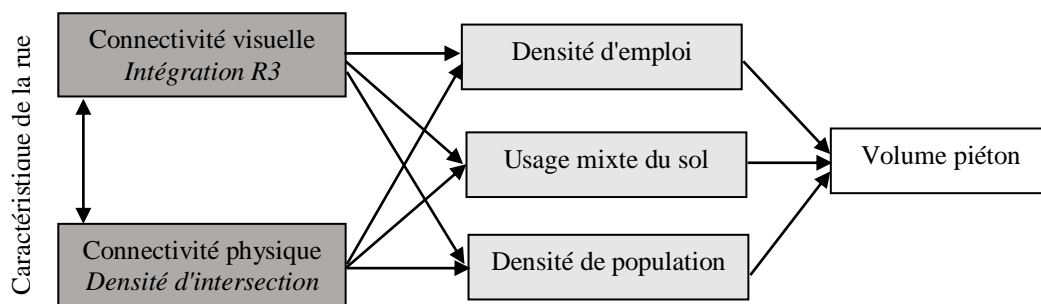 Caractéristique de la rue
Connectivité visuelle
Intégration R3
Connectivité physique
Densité d'intersection
Densité d'emploi
Usage mixte du sol
Densité de population
Volume piéton